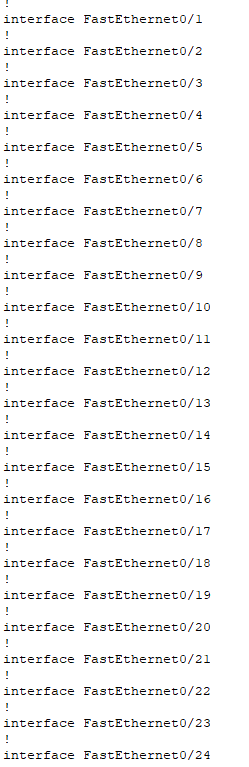 !
interface FastEthernet0/1
!
interface FastEthernet0/2
!
interface FastEthernet0/3
!
interface FastEthernet0/4
!
interface FastEthernet0/5
!
interface FastEthernet0/6
!
interface FastEthernet0/7
!
interface FastEthernet0/8
!
interface FastEthernet0/9
!
interface FastEthernet0/10
!
interface FastEthernet0/11
!
interface FastEthernet0/12
!
interface FastEthernet0/13
!
interface FastEthernet0/14
!
interface FastEthernet0/15
!
interface FastEthernet0/16
!
interface FastEthernet0/17
!
interface FastEthernet0/18
!
interface FastEthernet0/19
!
interface FastEthernet0/20
!
interface FastEthernet0/21
!
interface FastEthernet0/22
!
interface FastEthernet0/23
!
interface FastEthernet0/24